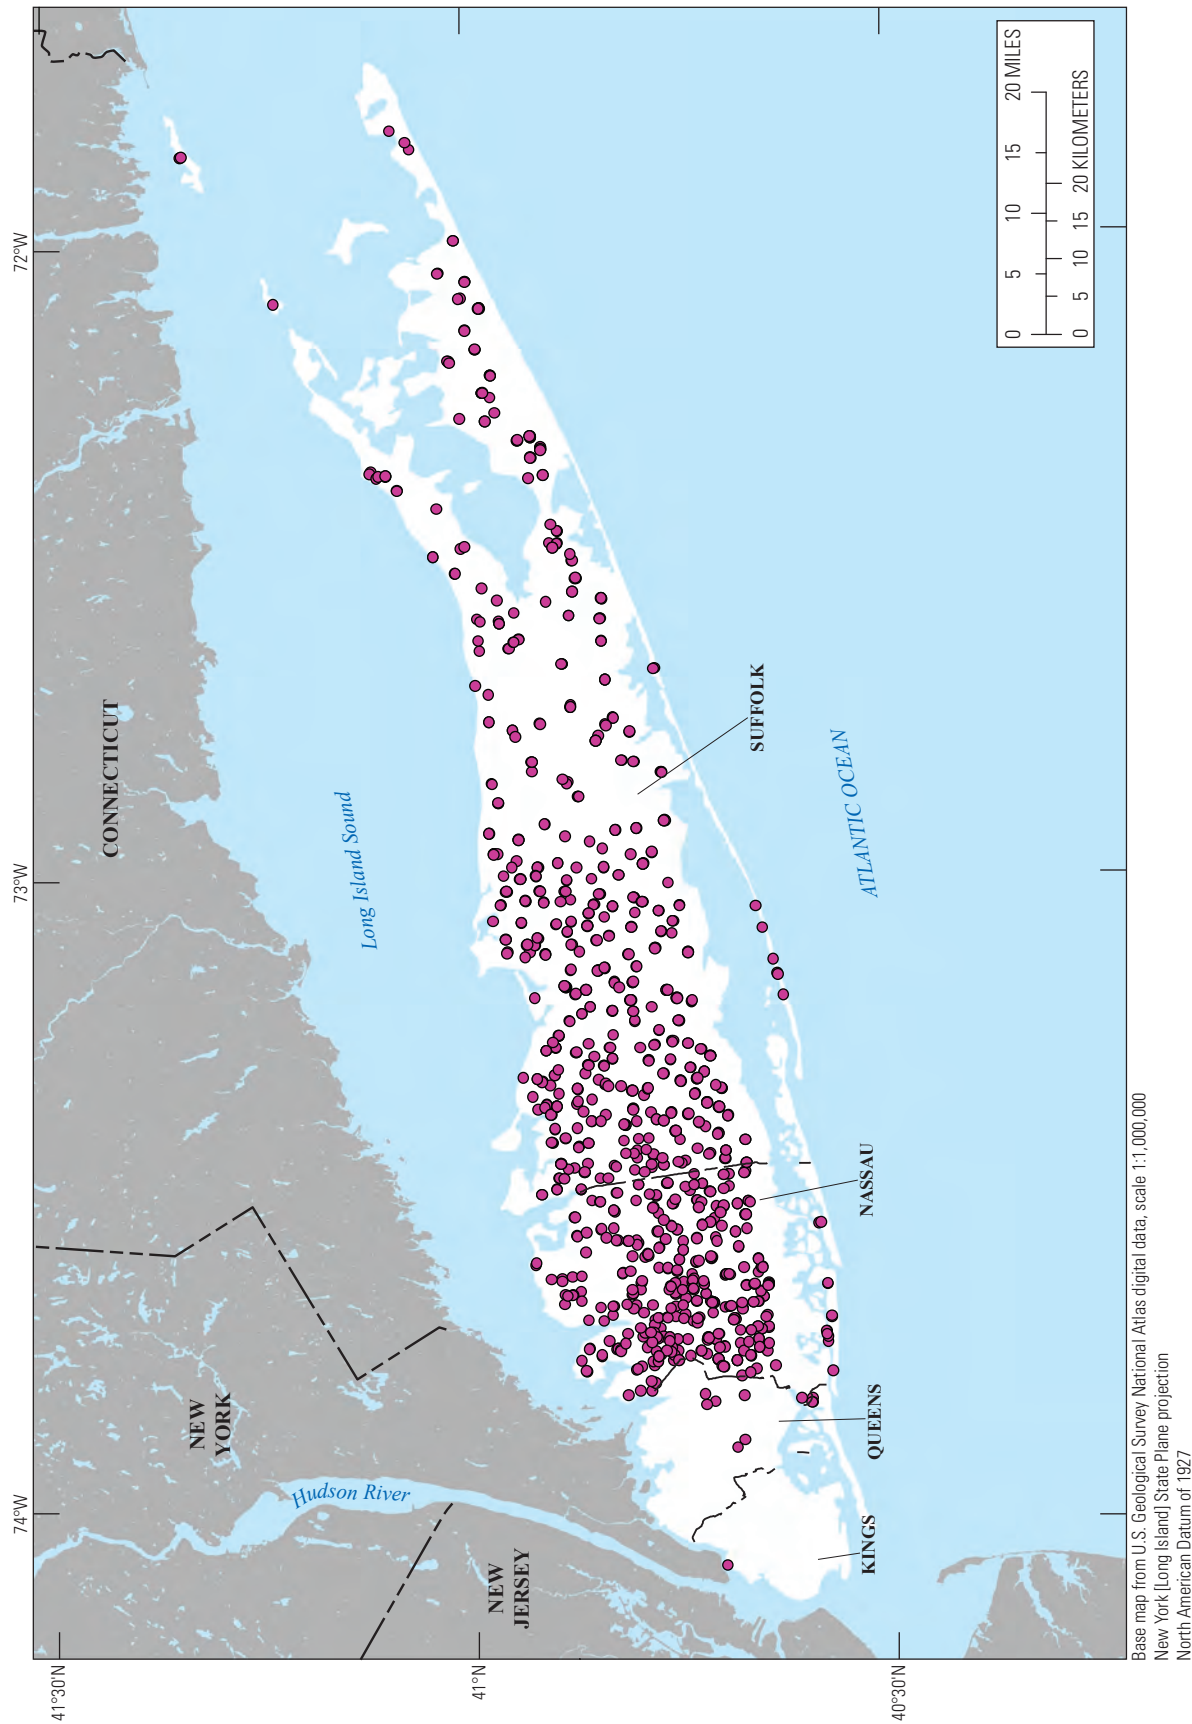 74°W
73°W
72°W
41°30'N
41°N
40°30'N
CONNECTICUT
NEW
YORK
Hudson River
NEW
JERSEY
Long Island Sound
SUFFOLK
ATLANTIC OCEAN
NASSAU
QUEENS
KINGS
0 5 10 15 20 MILES
0 5 10 15 20 KILOMETERS
Base map from U.S. Geological Survey National Atlas digital data, scale 1:1,000,000
New York [Long Island] State Plane projection
North American Datum of 1927